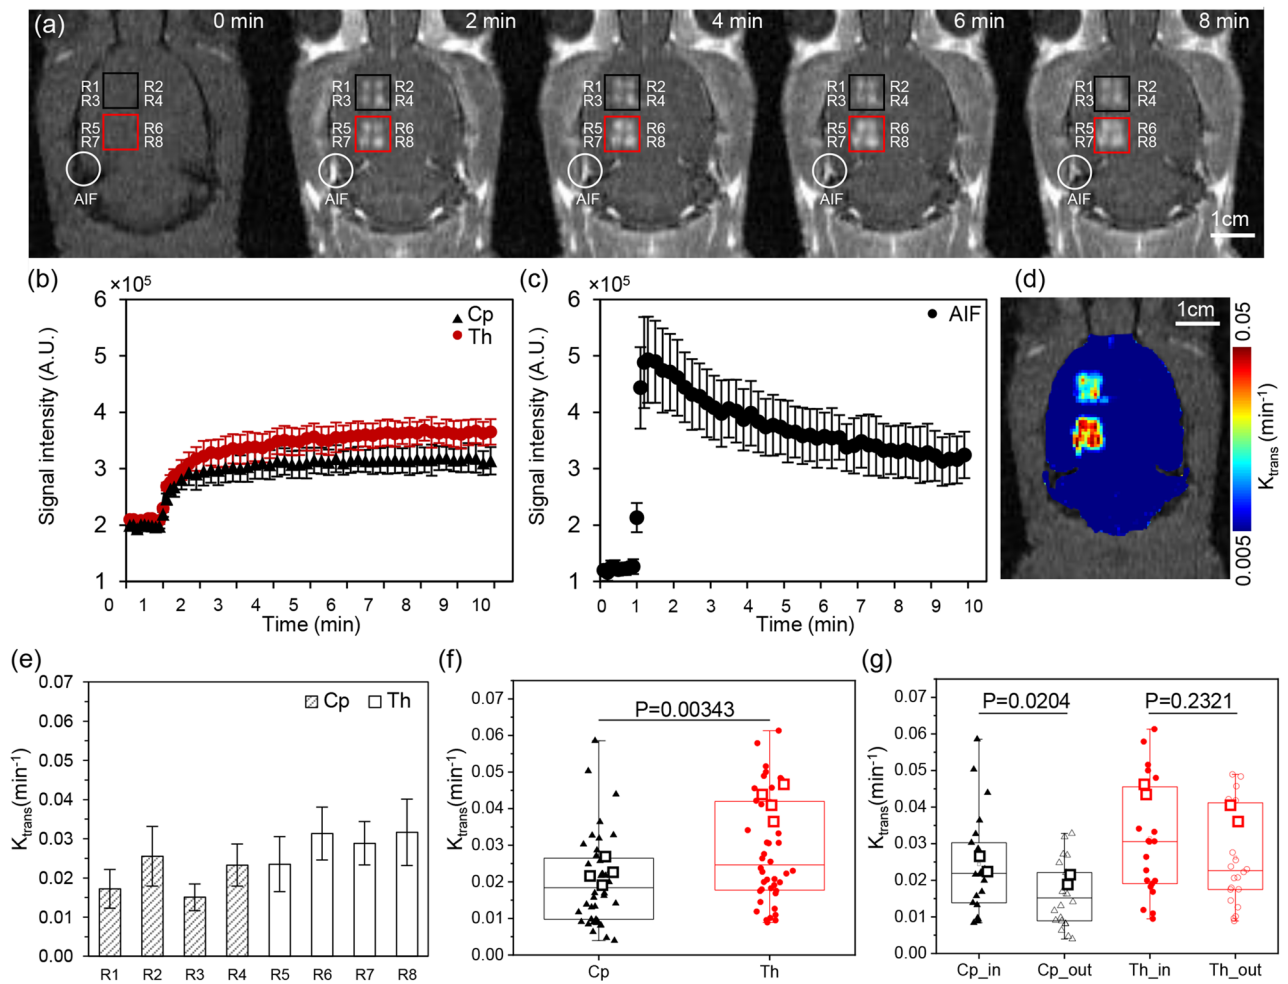 (a)
0 min
2 min
4 min
6 min
8 min
R1 R2
R3 R4
R5 R6
R7 R8
AIF
R1 R2
R3 R4
R5 R6
R7 R8
AIF
R1 R2
R3 R4
R5 R6
R7 R8
AIF
R1 R2
R3 R4
R5 R6
R7 R8
AIF
R1 R2
R3 R4
R5 R6
R7 R8
AIF
1cm
(b)
×10⁵
Signal intensity (A.U.)
6
5
4
3
2
1
Cp
Th
0 1 2 3 4 5 6 7 8 9 10
Time (min)
(c)
×10⁵
Signal intensity (A.U.)
6
5
4
3
2
1
AIF
0 1 2 3 4 5 6 7 8 9 10
Time (min)
(d)
1cm
0.05
Ktrans (min⁻¹)
0.005
(e)
Ktrans(min⁻¹)
0.07
0.06
0.05
0.04
0.03
0.02
0.01
0.00
Cp Th
R1 R2 R3 R4 R5 R6 R7 R8
(f)
Ktrans(min⁻¹)
0.07
0.06
0.05
0.04
0.03
0.02
0.01
0.00
P=0.00343
Cp Th
(g)
Ktrans(min⁻¹)
0.07
0.06
0.05
0.04
0.03
0.02
0.01
0.00
P=0.0204
P=0.2321
Cp_in Cp_out Th_in Th_out